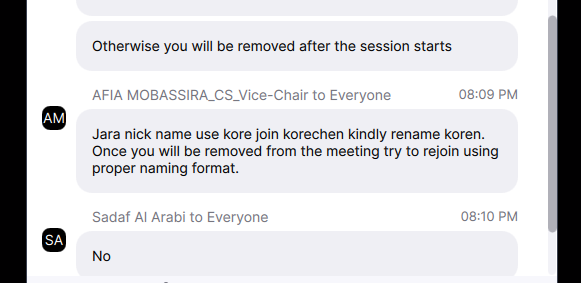 Otherwise you will be removed after the session starts
AFIA MOBASSIRA_CS_Vice-Chair to Everyone 08:09 PM
AM
Jara nick name use kore join korechen kindly rename koren.
Once you will be removed from the meeting try to rejoin using
proper naming format.
Sadaf Al Arabi to Everyone 08:10 PM
SA
No